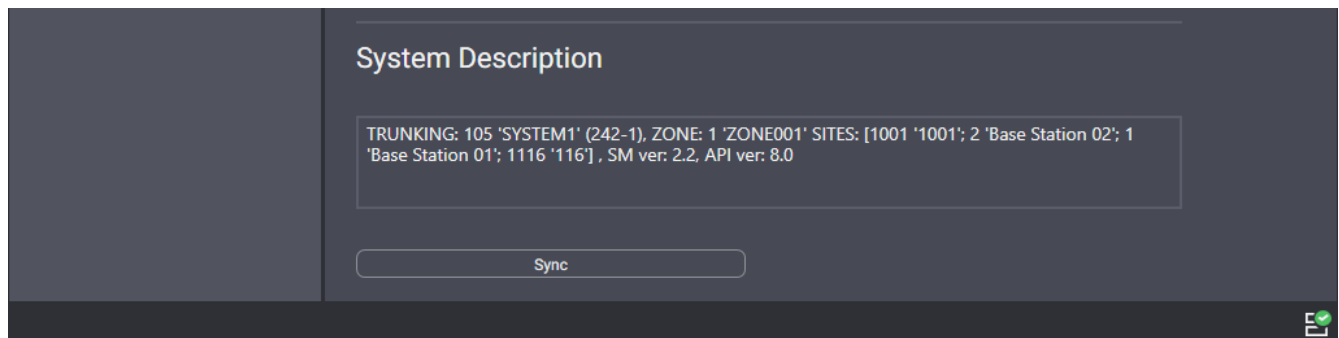 System Description
TRUNKING: 105 'SYSTEM1' (242-1), ZONE: 1 'ZONE001' SITES: [1001 '1001'; 2 'Base Station 02'; 1
'Base Station 01'; 1116 '116'] , SM ver: 2.2, API ver: 8.0
Sync